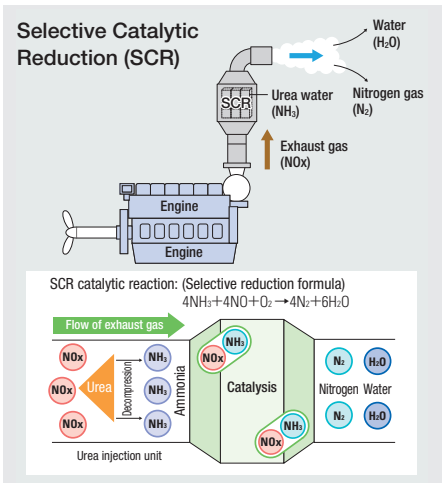 Selective Catalytic
Reduction (SCR)
Water
(H₂O)
SCR
Urea water
(NH₃)
Nitrogen gas
(N₂)
Exhaust gas
(NOx)
Engine
Engine
SCR catalytic reaction: (Selective reduction formula)
4NH₃+4NO+O₂→4N₂+6H₂O
Flow of exhaust gas
NOx
NOx
NOx
Urea
Decompression
NH₃
NH₃
NH₃
Ammonia
NOx
NH₃
Catalysis
NOx
NH₃
N₂
H₂O
Nitrogen Water
N₂
H₂O
Urea injection unit